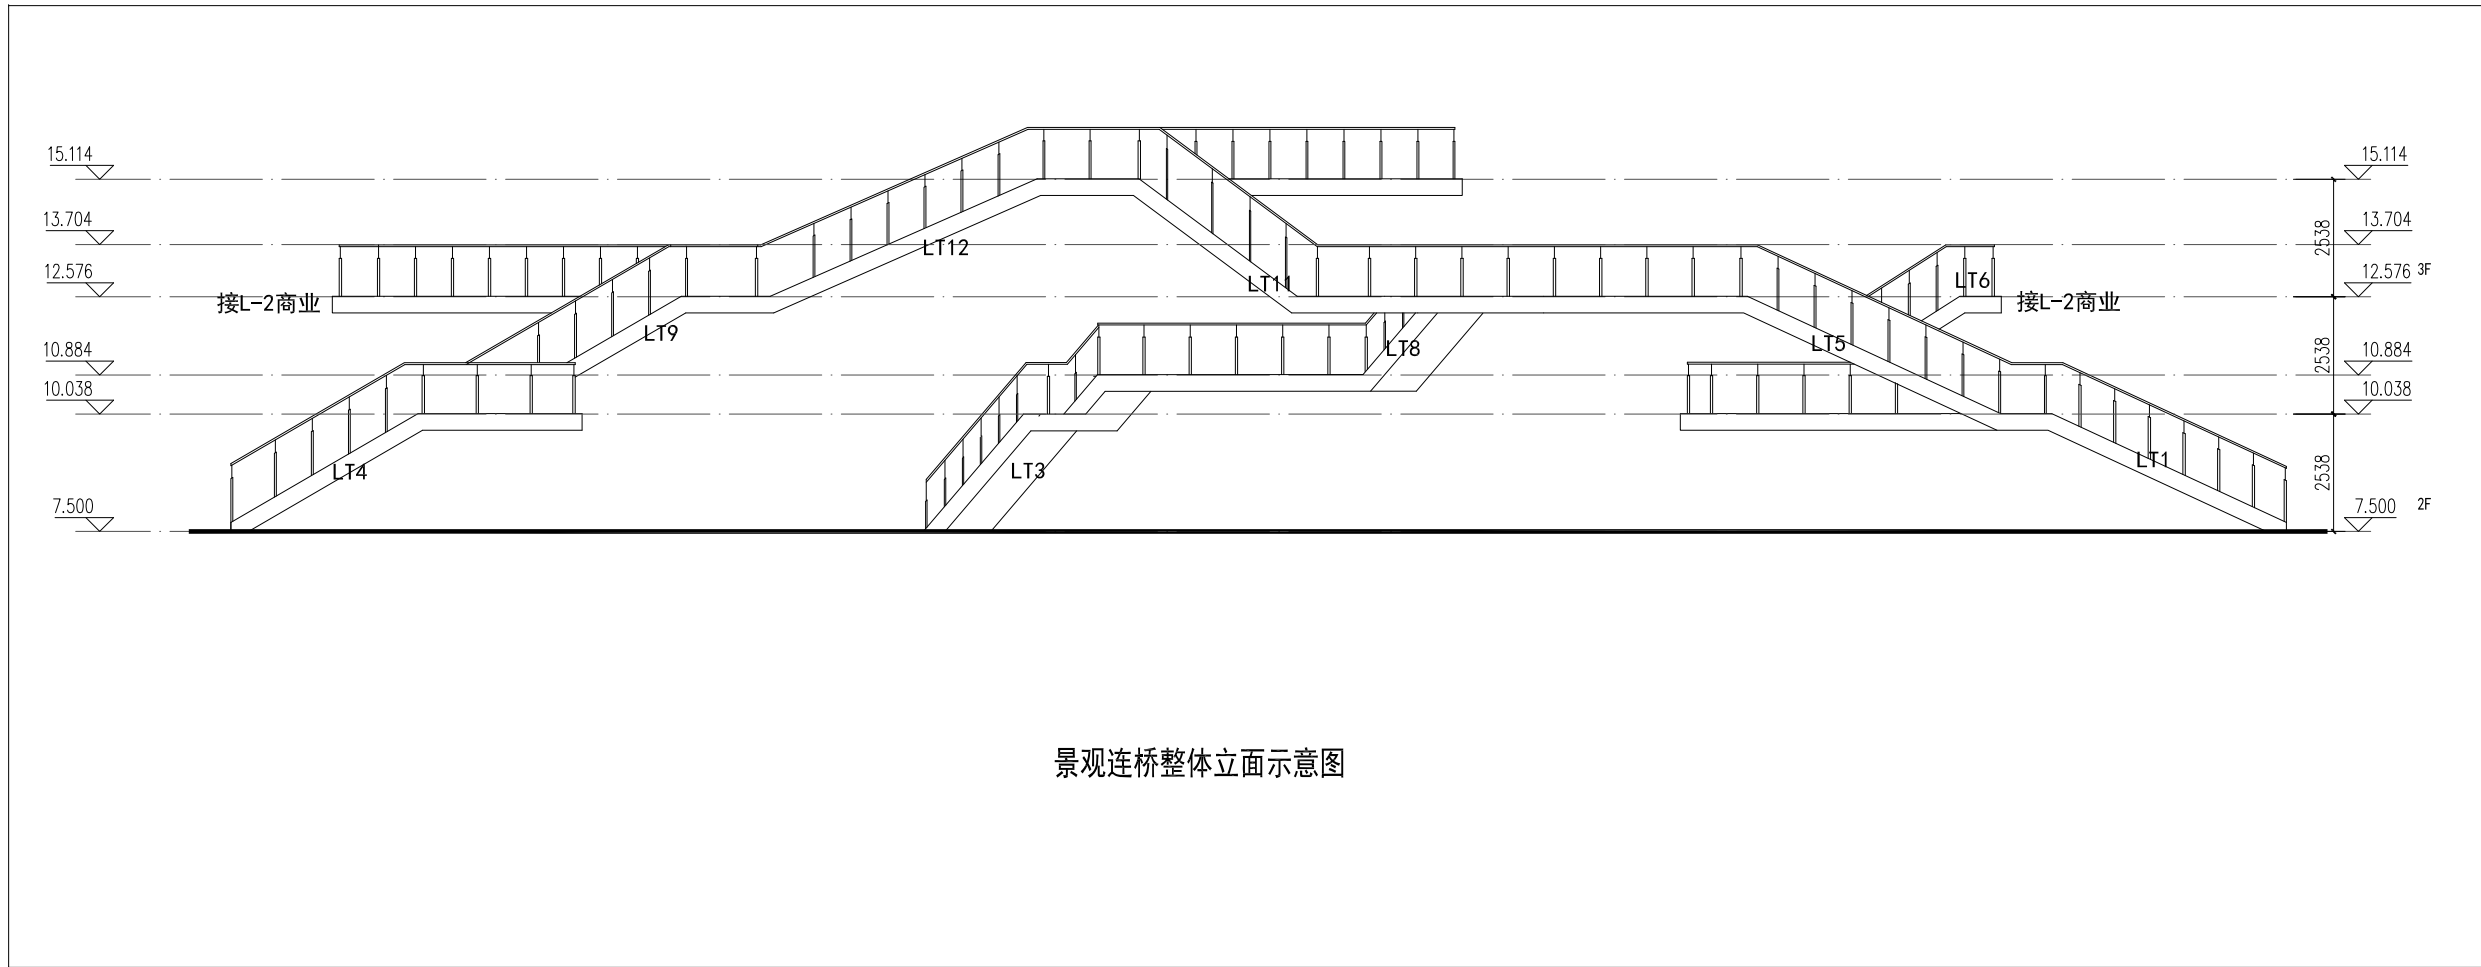 15.114
15.114
13.704
13.704
2538
LT12
12.576
12.576 3F
LT6
LT11
接L-2商业
接L-2商业
LT9
LT5
LT8
2538
10.884
10.884
10.038
10.038
LT4
LT3
LT1
2538
7.500
7.500 2F
景观连桥整体立面示意图